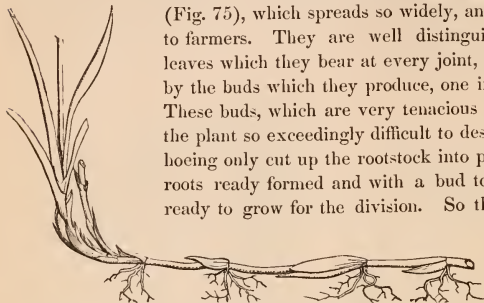 (Fig. 75), which spreads so widely, an
to farmers. They are well distingui
leaves which they bear at every joint,
by the buds which they produce, one i
These buds, which are very tenacious
the plant so exceedingly difficult to des
hoeing only cut up the rootstock into p
roots ready formed and with a bud to
ready to grow for the division. So th